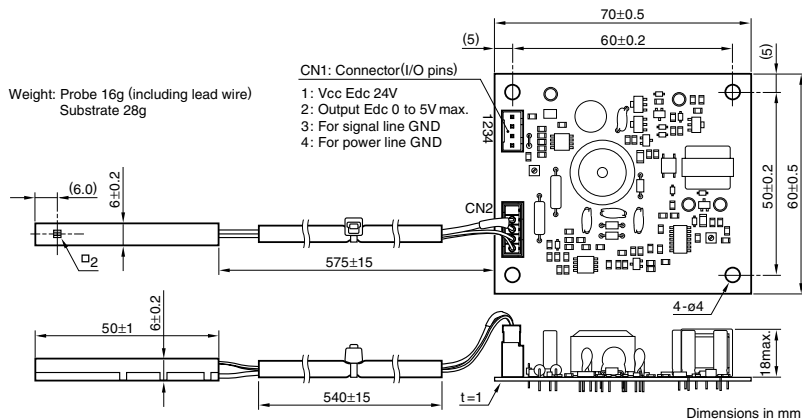 70±0.5
(5)
60±0.2
(5)
CN1: Connector(I/O pins)
Weight: Probe 16g (including lead wire)
Substrate 28g
1: Vcc Edc 24V
2: Output Edc 0 to 5V max.
3: For signal line GND
4: For power line GND
1234
(6.0)
6±0.2
50±0.2
60±0.5
CN2
□2
575±15
4-ø4
50±1
6±0.2
18max.
540±15
t=1
Dimensions in mm